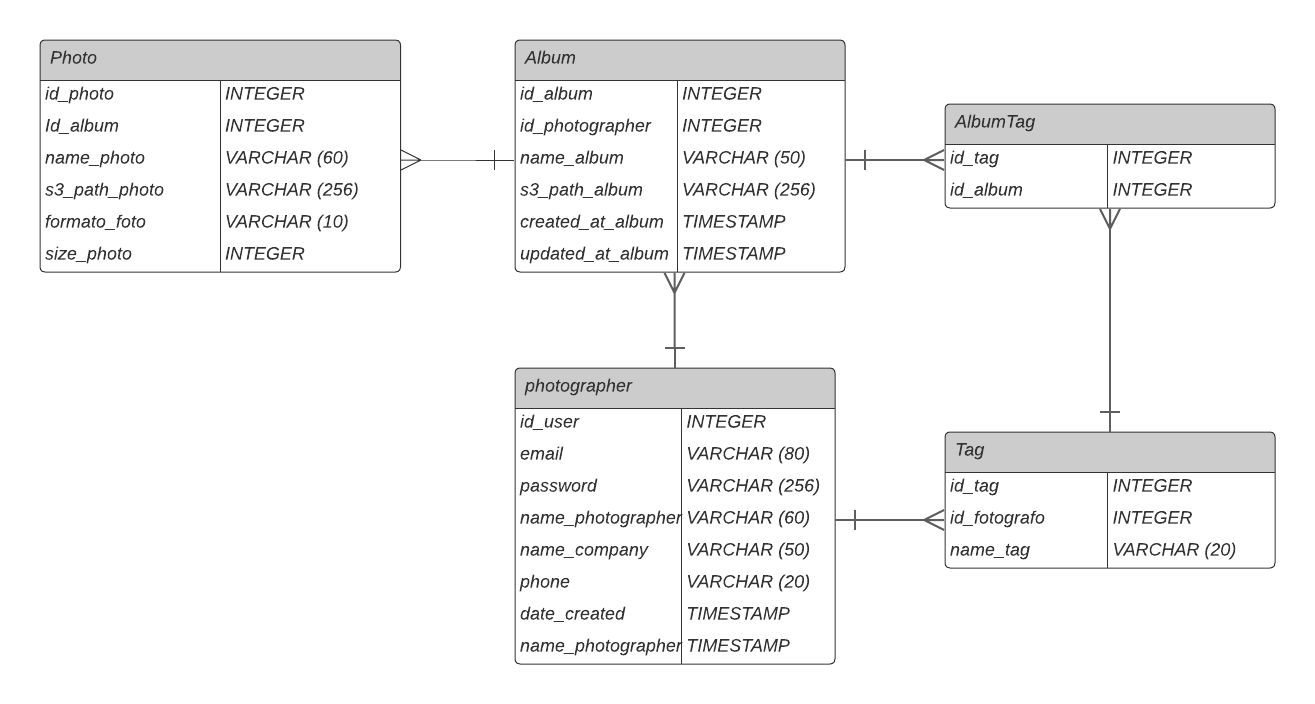 Photo
id_photo INTEGER
Id_album INTEGER
name_photo VARCHAR (60)
s3_path_photo VARCHAR (256)
formato_foto VARCHAR (10)
size_photo INTEGER
Album
id_album INTEGER
id_photographer INTEGER
name_album VARCHAR (50)
s3_path_album VARCHAR (256)
created_at_album TIMESTAMP
updated_at_album TIMESTAMP
AlbumTag
id_tag INTEGER
id_album INTEGER
photographer
id_user INTEGER
email VARCHAR (80)
password VARCHAR (256)
name_photographer VARCHAR (60)
name_company VARCHAR (50)
phone VARCHAR (20)
date_created TIMESTAMP
name_photographer TIMESTAMP
Tag
id_tag INTEGER
id_fotografo INTEGER
name_tag VARCHAR (20)